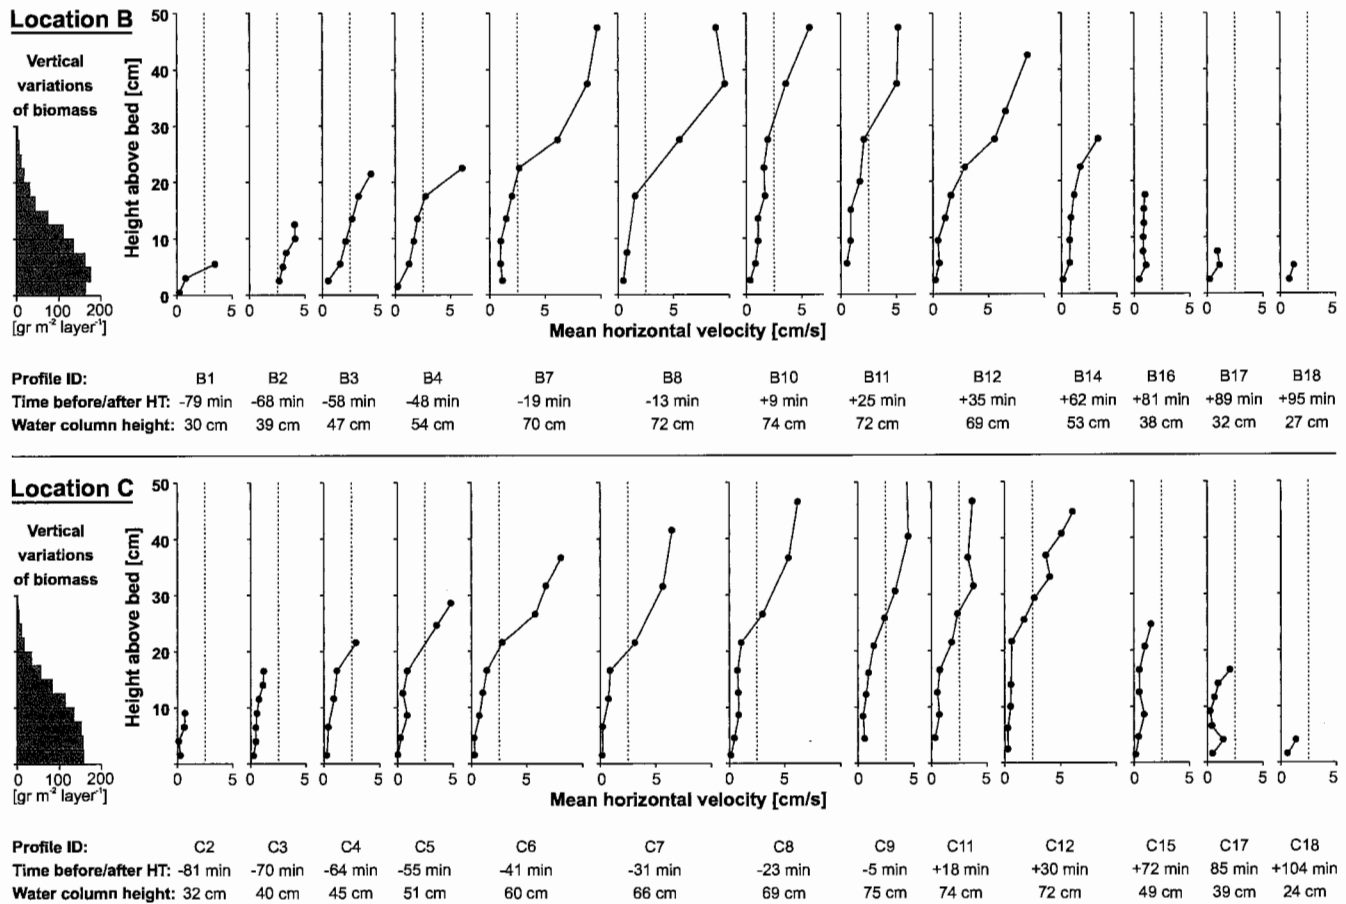 Location B
Vertical
variations
of biomass
0 100 200
[gr m⁻² layer⁻¹]
Height above bed [cm]
50
40
30
20
10
0
0 5 0 5 0 5 0 5 0 5 0 5 0 5 0 5 0 5 0 5 0 5 0 5 0 5
Mean horizontal velocity [cm/s]
Profile ID: B1 B2 B3 B4 B7 B8 B10 B11 B12 B14 B16 B17 B18
Time before/after HT: -79 min -68 min -58 min -48 min -19 min -13 min +9 min +25 min +35 min +62 min +81 min +89 min +95 min
Water column height: 30 cm 39 cm 47 cm 54 cm 70 cm 72 cm 74 cm 72 cm 69 cm 53 cm 38 cm 32 cm 27 cm
Location C
Vertical
variations
of biomass
0 100 200
[gr m⁻² layer⁻¹]
Height above bed [cm]
50
40
30
20
10
0 5 0 5 0 5 0 5 0 5 0 5 0 5 0 5 0 5 0 5 0 5 0 5 0 5
Mean horizontal velocity [cm/s]
Profile ID: C2 C3 C4 C5 C6 C7 C8 C9 C11 C12 C15 C17 C18
Time before/after HT: -81 min -70 min -64 min -55 min -41 min -31 min -23 min -5 min +18 min +30 min +72 min 85 min +104 min
Water column height: 32 cm 40 cm 45 cm 51 cm 60 cm 66 cm 69 cm 75 cm 74 cm 72 cm 49 cm 39 cm 24 cm